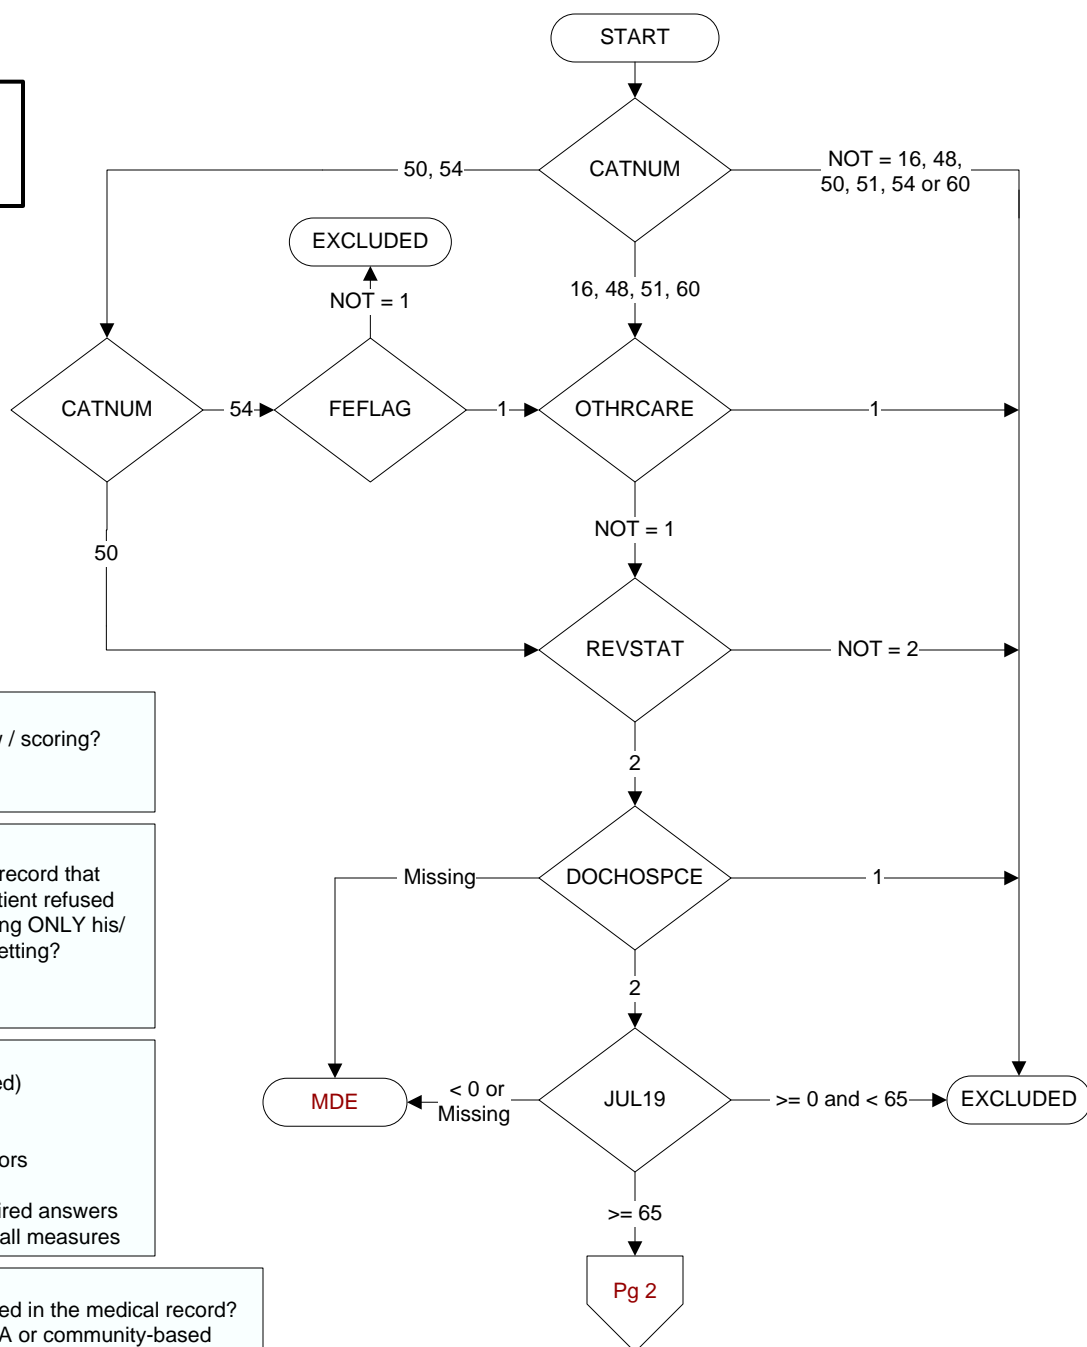 START
CATNUM
50, 54
NOT = 16, 48,
50, 51, 54 or 60
EXCLUDED
NOT = 1
16, 48, 51, 60
CATNUM
54
FEFLAG
1
OTHRCARE
1
NOT = 1
50
REVSTAT
NOT = 2
/ scoring?
2
record that
Missing
DOCHOSPCE
1
tient refused
ng ONLY his/
etting?
2
ed)
MDE
< 0 or
Missing
JUL19
>= 0 and < 65
EXCLUDED
ors
ired answers
all measures
>= 65
Pg 2
ed in the medical record?
A or community-based